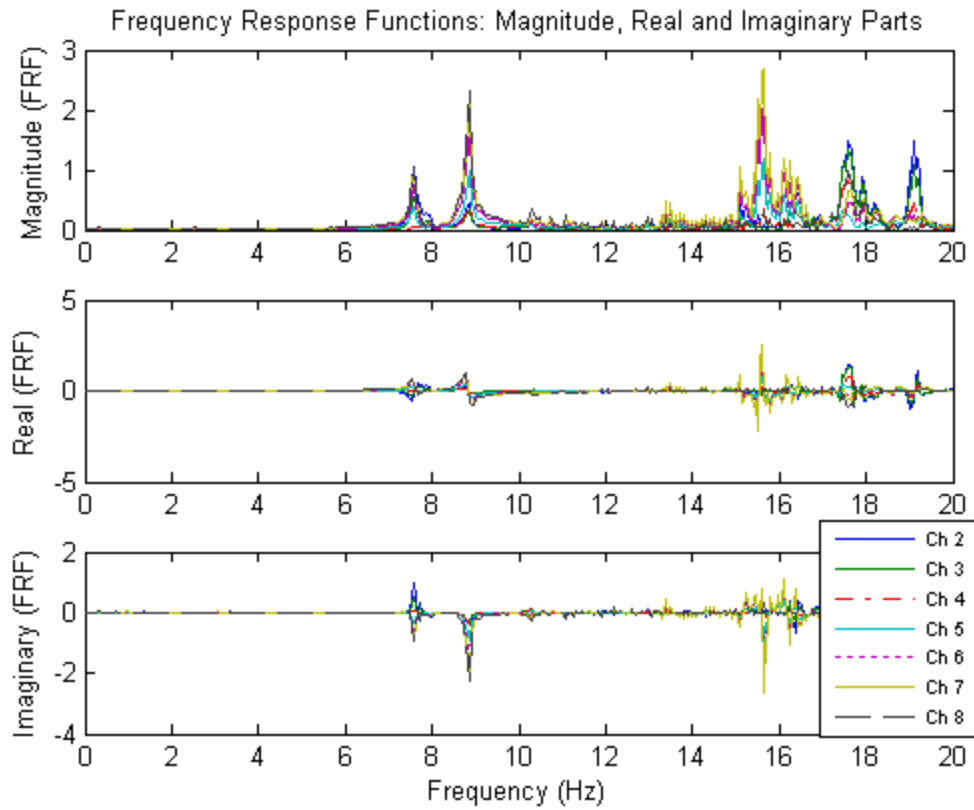 Frequency Response Functions: Magnitude, Real and Imaginary Parts
Magnitude (FRF)
3
2
1
0
0 2 4 6 8 10 12 14 16 18 20
Real (FRF)
5
0
-5
0 2 4 6 8 10 12 14 16 18 20
Imaginary (FRF)
2
0
-2
-4
0 2 4 6 8 10 12 14 16 18 20
Frequency (Hz)
Ch 2
Ch 3
Ch 4
Ch 5
Ch 6
Ch 7
Ch 8